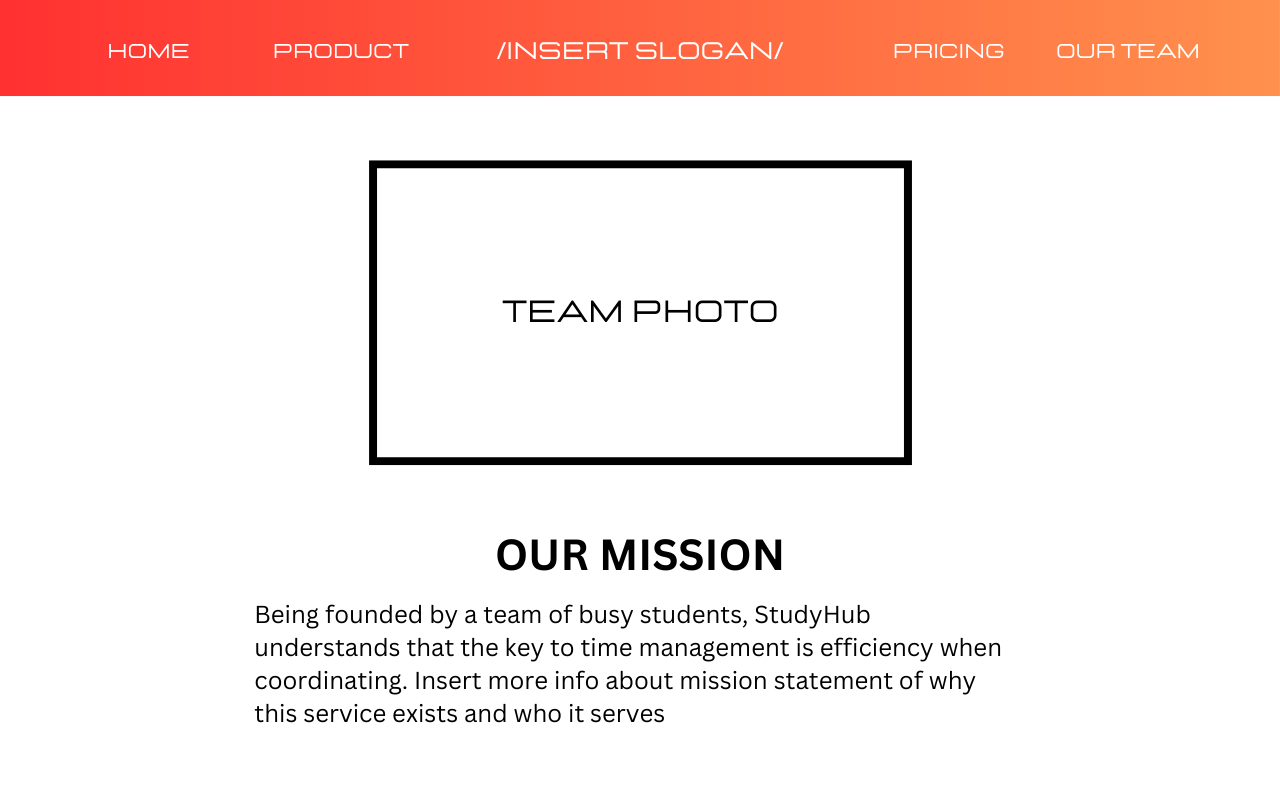 HOME PRODUCT /INSERT SLOGAN/ PRICING OUR TEAM
TEAM PHOTO
OUR MISSION
Being founded by a team of busy students, StudyHub
understands that the key to time management is efficiency when
coordinating. Insert more info about mission statement of why
this service exists and who it serves